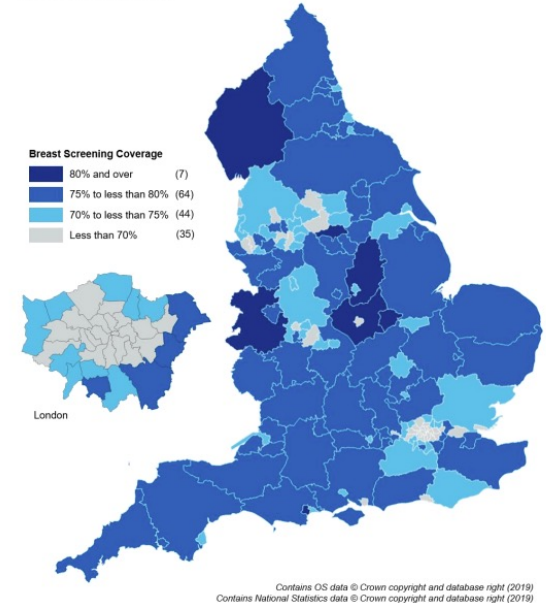 Breast Screening Coverage
80% and over (7)
75% to less than 80% (64)
70% to less than 75% (44)
Less than 70% (35)
London
Contains OS data © Crown copyright and database right (2019)
Contains National Statistics data © Crown copyright and database right (2019)